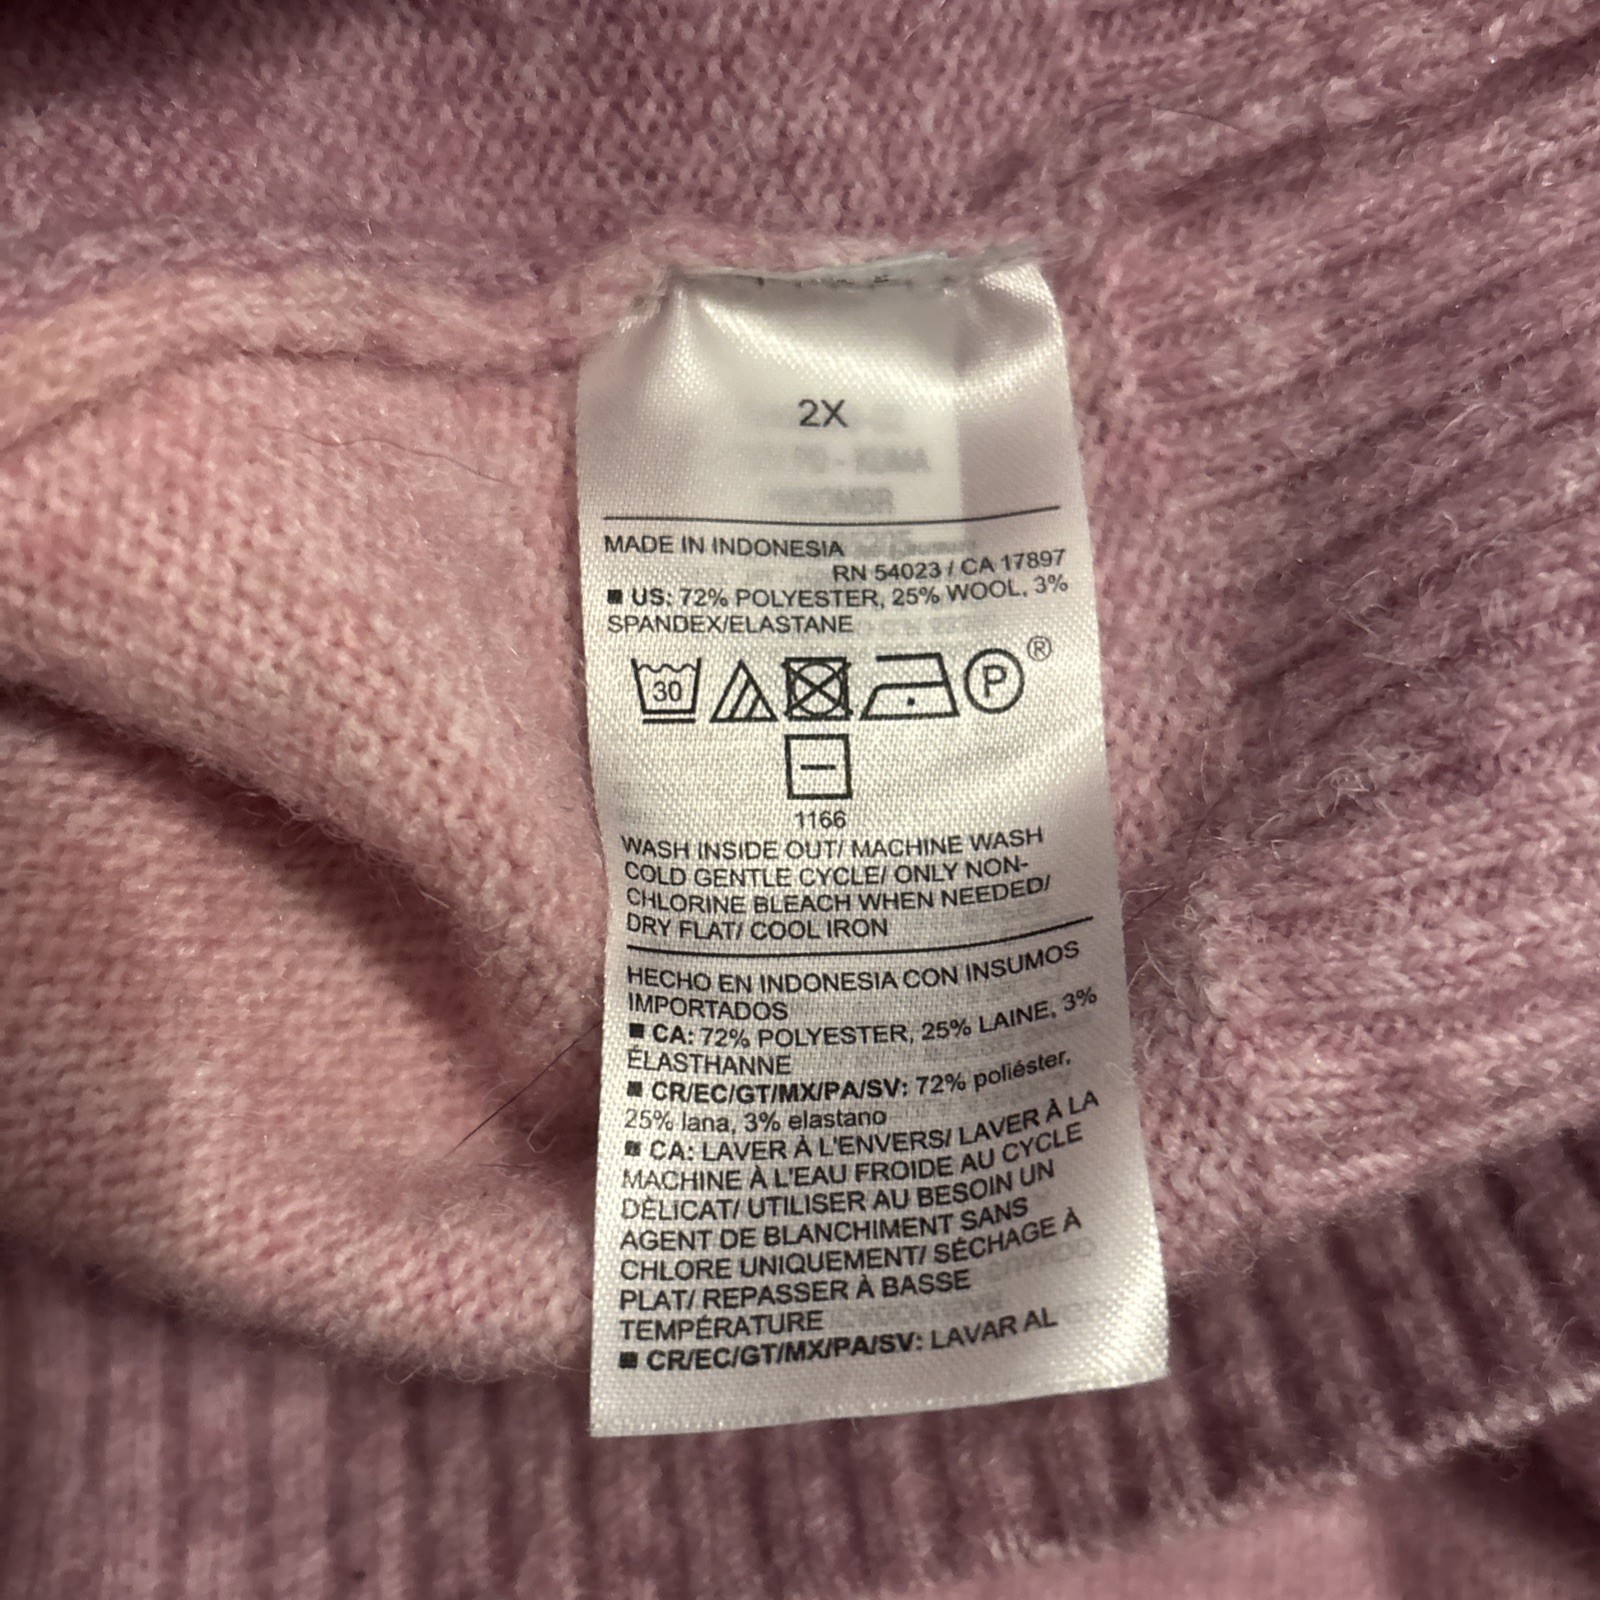 2X
MADE IN INDONESIA
RN 54023 / CA 17897
■ US: 72% POLYESTER, 25% WOOL, 3%
SPANDEX/ELASTANE
30 P ®
1166
WASH INSIDE OUT/ MACHINE WASH
COLD GENTLE CYCLE/ ONLY NON-
CHLORINE BLEACH WHEN NEEDED/
DRY FLAT/ COOL IRON
HECHO EN INDONESIA CON INSUMOS
IMPORTADOS
■ CA: 72% POLYESTER, 25% LAINE, 3%
ÉLASTHANNE
■ CR/EC/GT/MX/PA/SV: 72% poliéster,
25% lana, 3% elastano
■ CA: LAVER À L'ENVERS/ LAVER À LA
MACHINE À L'EAU FROIDE AU CYCLE
DÉLICAT/ UTILISER AU BESOIN UN
AGENT DE BLANCHIMENT SANS
CHLORE UNIQUEMENT/ SÉCHAGE À
PLAT/ REPASSER À BASSE
TEMPÉRATURE
■ CR/EC/GT/MX/PA/SV: LAVAR AL